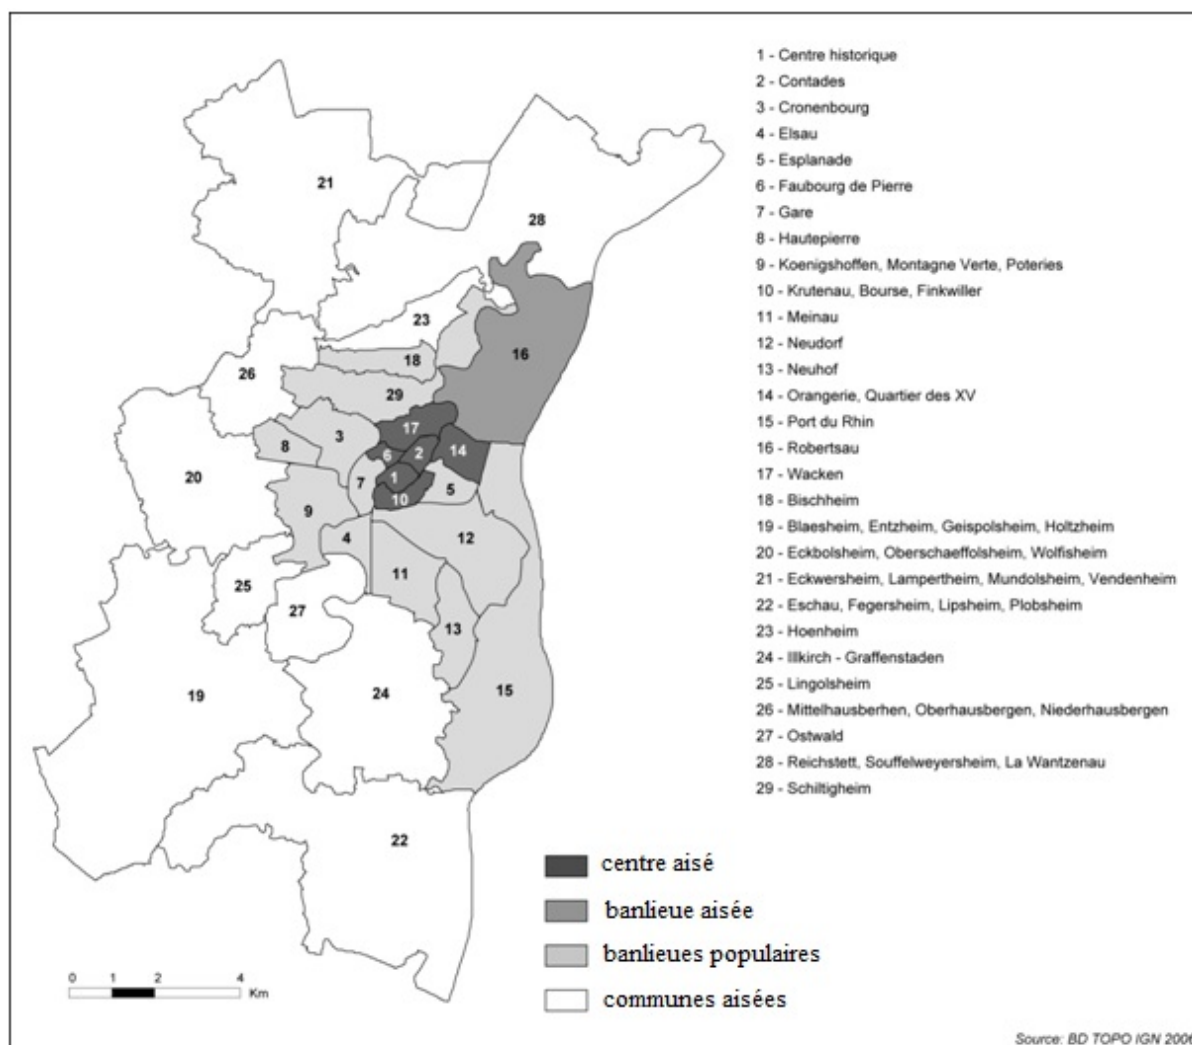 1 - Centre historique
2 - Contades
3 - Cronenbourg
4 - Elsau
5 - Esplanade
6 - Faubourg de Pierre
7 - Gare
8 - Hautepierre
9 - Koenigshoffen, Montagne Verte, Poteries
10 - Krutenau, Bourse, Finkwiller
11 - Meinau
12 - Neudorf
13 - Neuhof
14 - Orangerie, Quartier des XV
15 - Port du Rhin
16 - Robertsau
17 - Wacken
18 - Bischheim
19 - Blaesheim, Entzheim, Geispolsheim, Holtzheim
20 - Eckbolsheim, Oberschaeffolsheim, Wolfisheim
21 - Eckwersheim, Lampertheim, Mundolsheim, Vendenheim
22 - Eschau, Fegersheim, Lipsheim, Plobsheim
23 - Hoenheim
24 - Illkirch - Graffenstaden
25 - Lingolsheim
26 - Mittelhausberhen, Oberhausbergen, Niederhausbergen
27 - Ostwald
28 - Reichstett, Souffelweyersheim, La Wantzenau
29 - Schiltigheim
21
28
23
16
18
26
29
17
3
6
2
14
8
20
1
7
5
10
9
12
4
11
25
27
13
15
24
19
22
centre aisé
banlieue aisée
banlieues populaires
communes aisées
0 1 2 4
Km
Source: BD TOPO IGN 2006